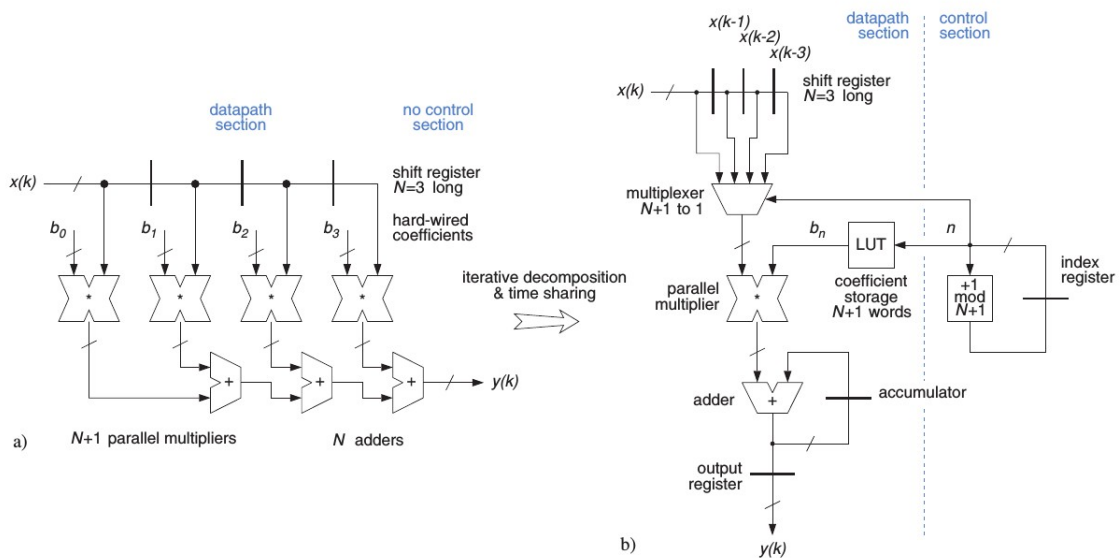 datapath
section
no control
section
x(k)
shift register
N=3 long
hard-wired
coefficients
b0
b1
b2
b3
*
*
*
*
+
+
+
y(k)
N+1 parallel multipliers
N adders
a)
iterative decomposition
& time sharing
datapath
section
control
section
x(k-1)
x(k-2)
x(k-3)
x(k)
shift register
N=3 long
multiplexer
N+1 to 1
bn
LUT
n
coefficient
storage
N+1 words
+1
mod
N+1
index
register
parallel
multiplier
*
adder
+
accumulator
output
register
y(k)
b)